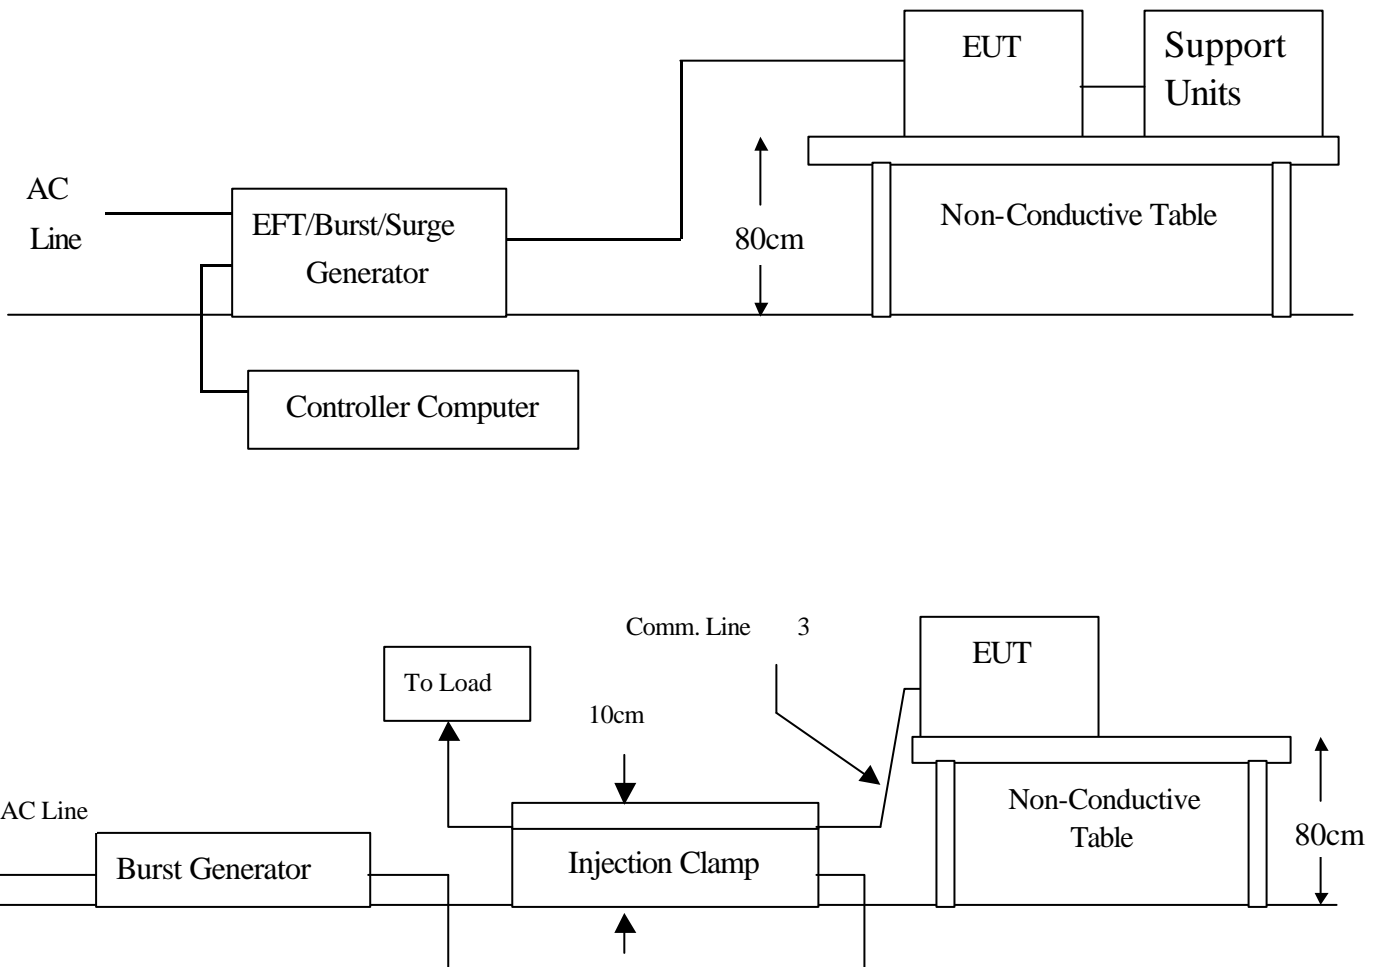 EUT
Support
Units
AC
Line
EFT/Burst/Surge
Generator
80cm
Non-Conductive Table
Controller Computer
Comm. Line 3
EUT
To Load
10cm
AC Line
Burst Generator
Injection Clamp
Non-Conductive
Table
80cm